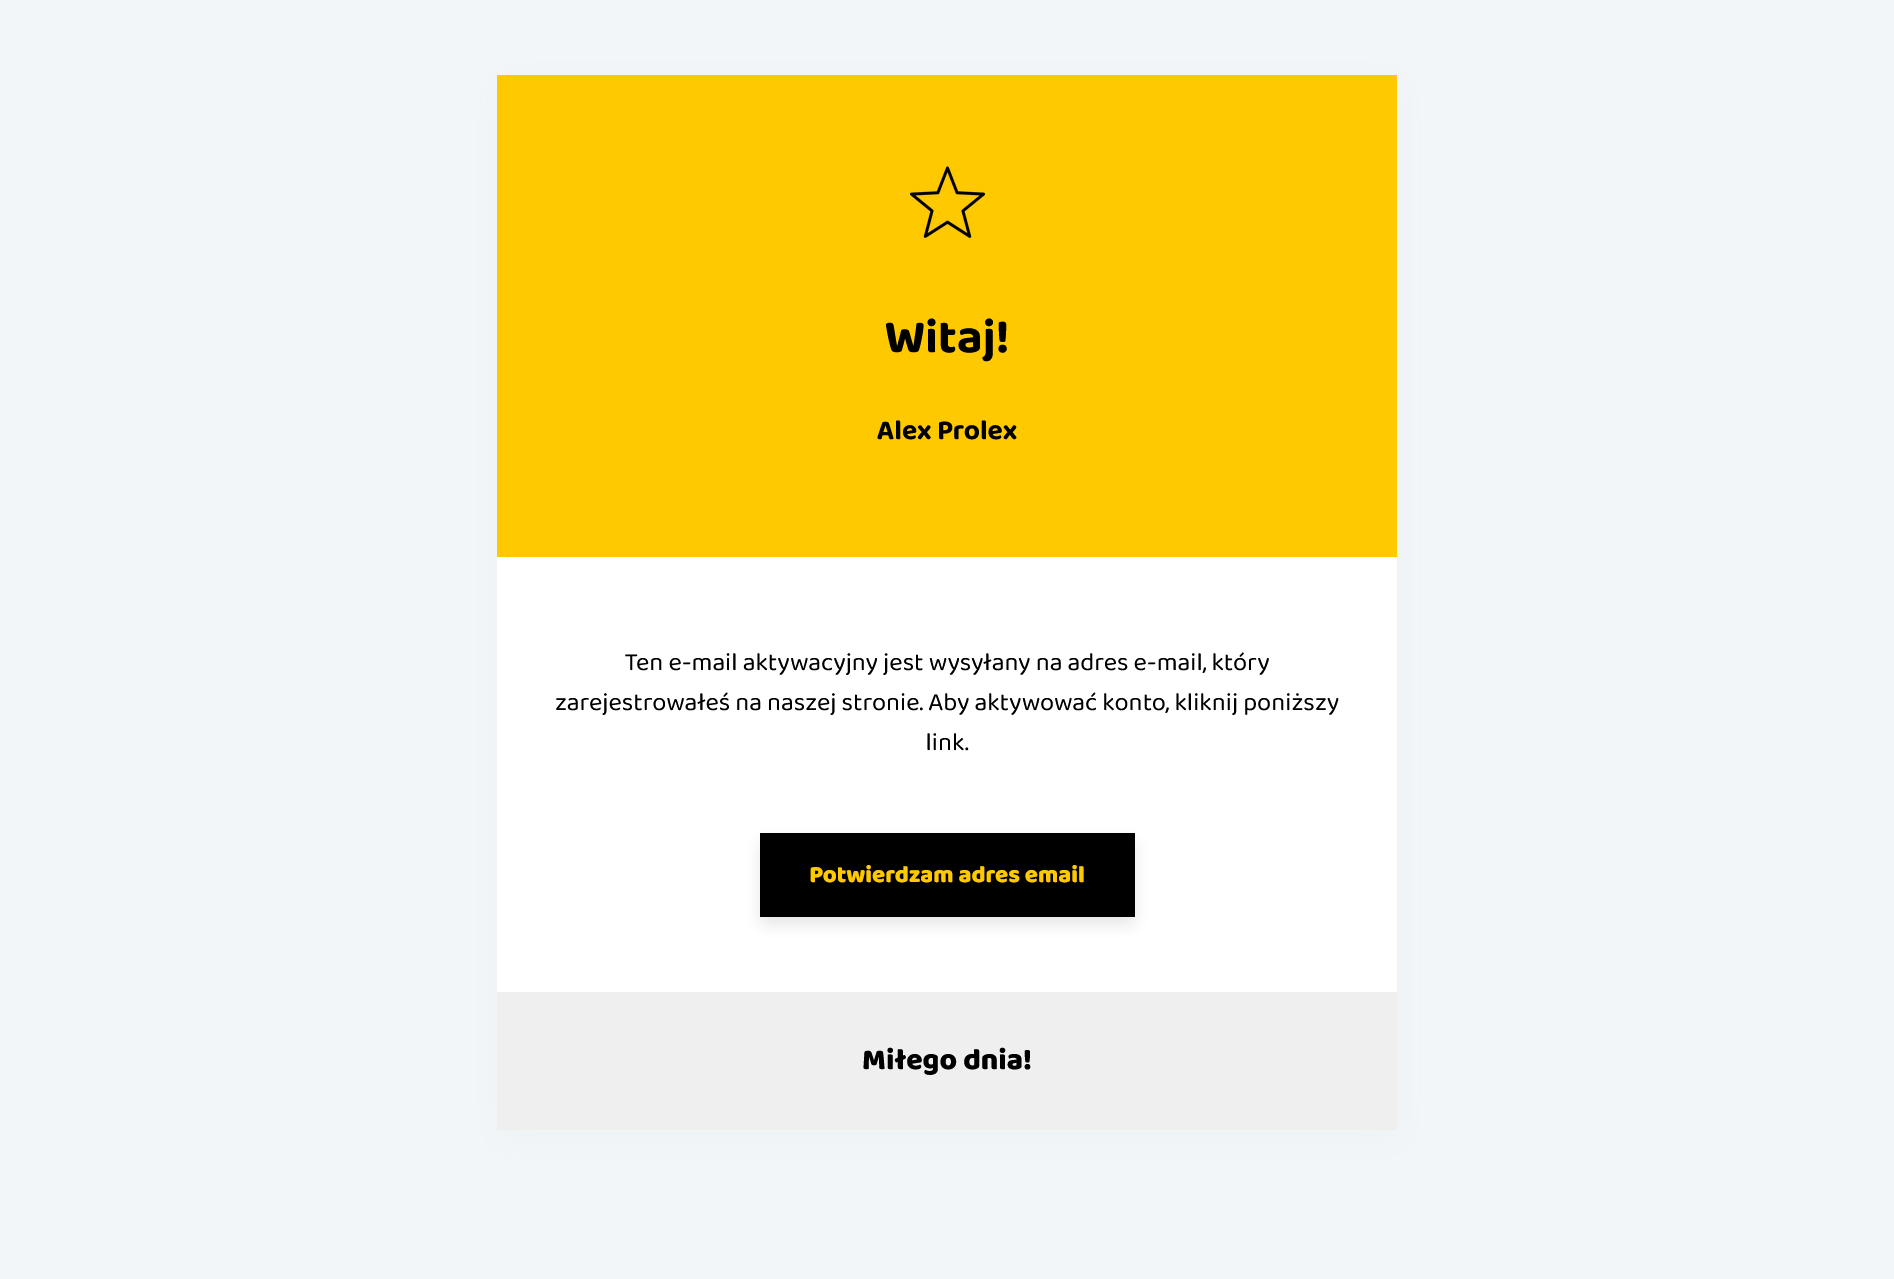 Witaj!
Alex Prolex
Ten e-mail aktywacyjny jest wysyłany na adres e-mail, który
zarejestrowałeś na naszej stronie. Aby aktywować konto, kliknij poniższy
link.
Potwierdzam adres email
Miłego dnia!